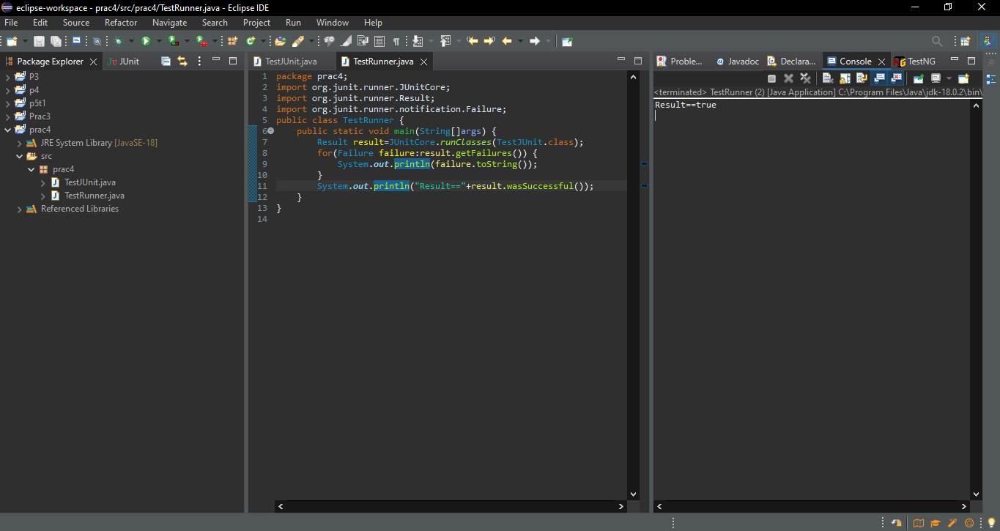 eclipse-workspace - prac4/src/prac4/TestRunner.java - Eclipse IDE
File Edit Source Refactor Navigate Search Project Run Window Help
Package Explorer JUnit
P3
p4
p5t1
Prac3
prac4
JRE System Library [JavaSE-18]
src
prac4
TestJUnit.java
TestRunner.java
Referenced Libraries
TestJUnit.java TestRunner.java
1 package prac4;
2 import org.junit.runner.JUnitCore;
3 import org.junit.runner.Result;
4 import org.junit.runner.notification.Failure;
5 public class TestRunner {
6 public static void main(String[]args) {
7 Result result=JUnitCore.runClasses(TestJUnit.class);
8 for(Failure failure:result.getFailures()) {
9 System.out.println(failure.toString());
10 }
11 System.out.println("Result=="+result.wasSuccessful());
12 }
13 }
14
Proble... Javadoc Declara... Console TestNG
<terminated> TestRunner (2) [Java Application] C:\Program Files\Java\jdk-18.0.2\bin\
Result==true